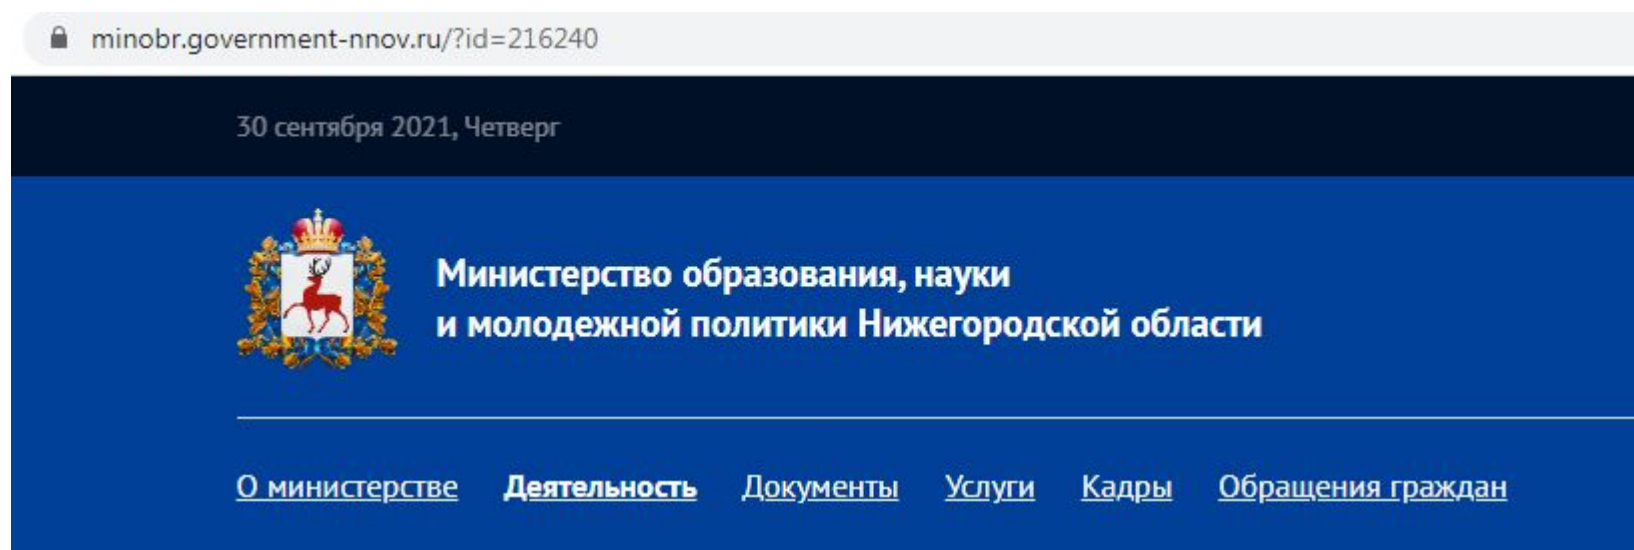 minobr.government-nnov.ru/?id=216240
30 сентября 2021, Четверг
Министерство образования, науки
и молодежной политики Нижегородской области
О министерстве Деятельность Документы Услуги Кадры Обращения граждан